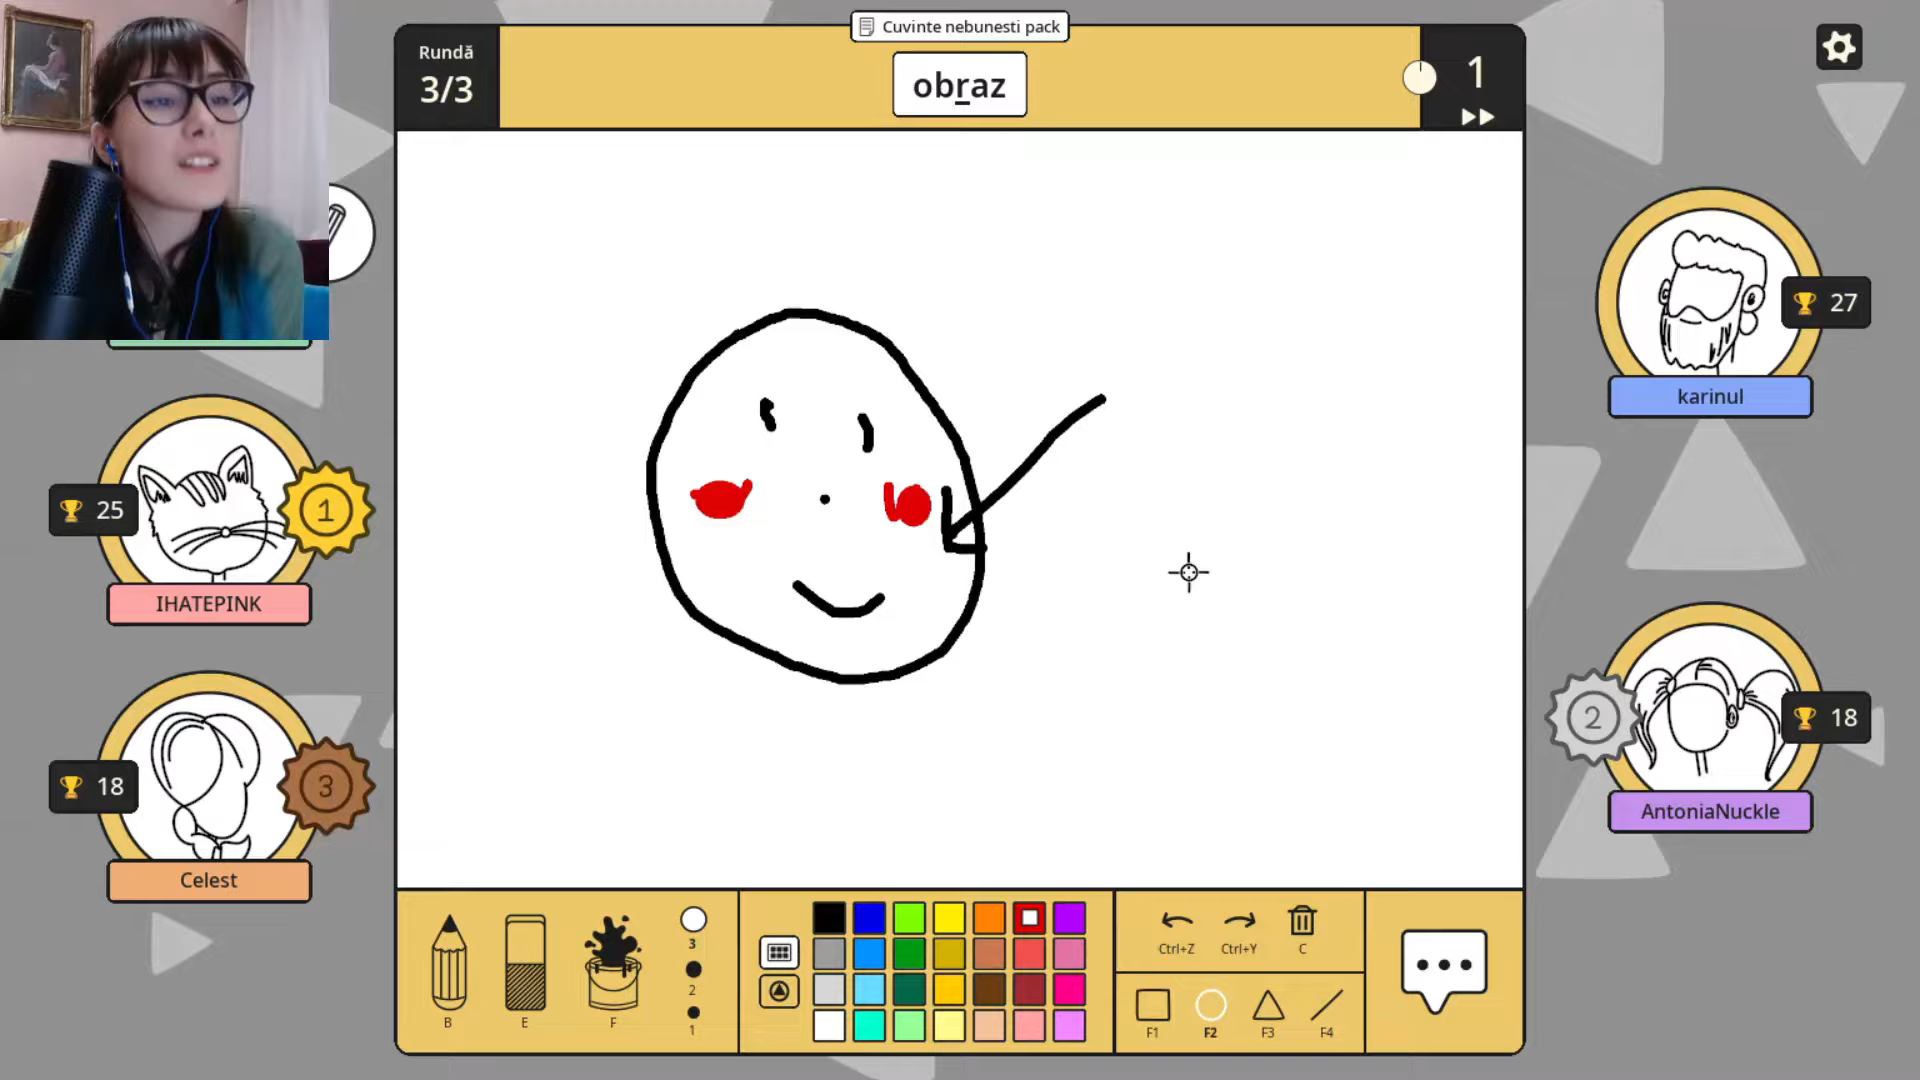 Cuvinte nebunesti pack
Rundă
3/3
obraz
1
27
karinul
25
1
IHATEPINK
18
3
Celest
2
18
AntoniaNuckle
B
E
F
3
2
1
Ctrl+Z
Ctrl+Y
C
F1
F2
F3
F4